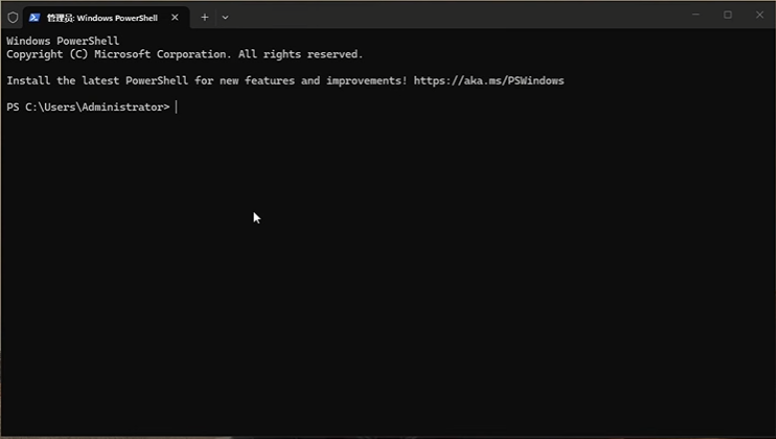 管理员: Windows PowerShell
Windows PowerShell
Copyright (C) Microsoft Corporation. All rights reserved.
Install the latest PowerShell for new features and improvements! https://aka.ms/PSWindows
PS C:\Users\Administrator>